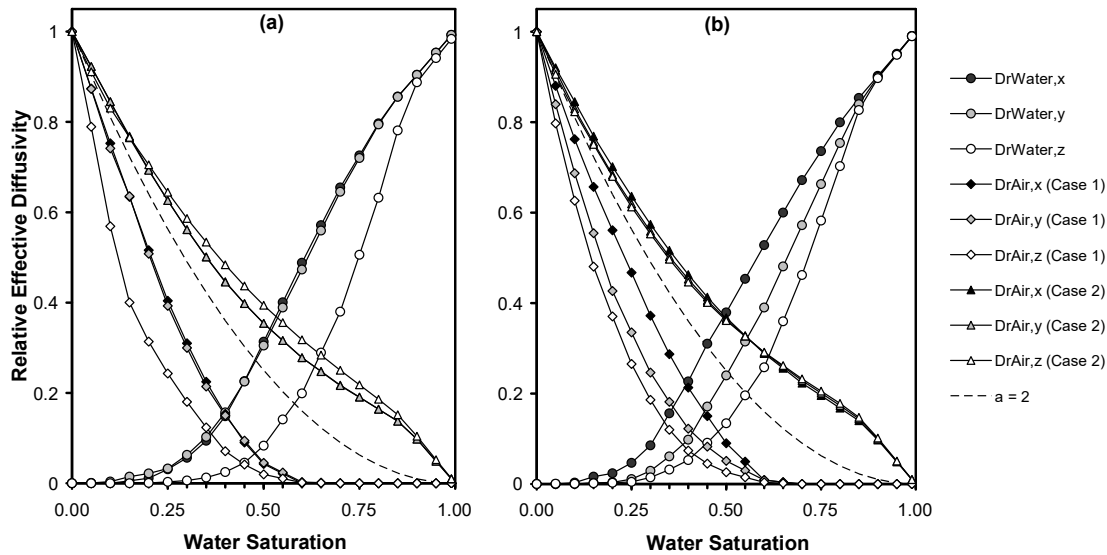 (a)
(b)
Relative Effective Diffusivity
1
0.8
0.6
0.4
0.2
0
0.00
0.25
0.50
0.75
1.00
Water Saturation
1
0.8
0.6
0.4
0.2
0
0.00
0.25
0.50
0.75
1.00
Water Saturation
DrWater,x
DrWater,y
DrWater,z
DrAir,x (Case 1)
DrAir,y (Case 1)
DrAir,z (Case 1)
DrAir,x (Case 2)
DrAir,y (Case 2)
DrAir,z (Case 2)
a = 2